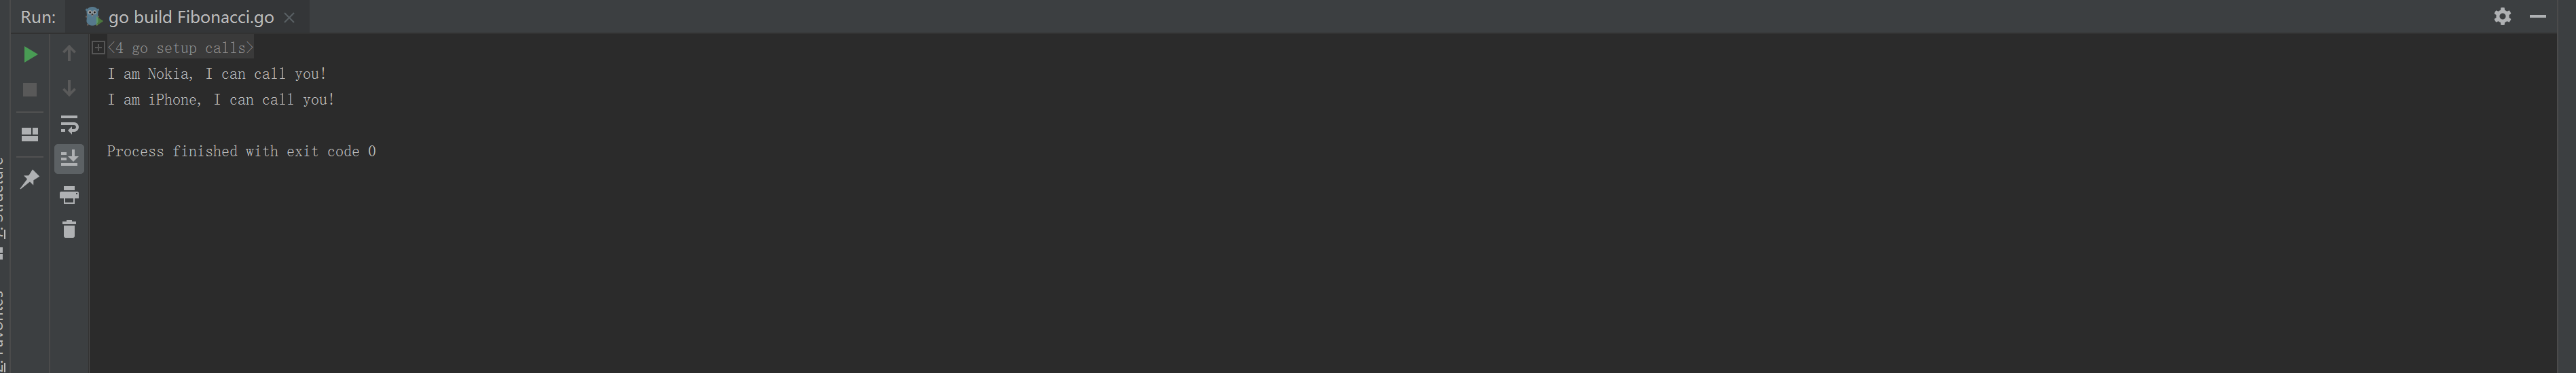 Run: go build Fibonacci.go
<4 go setup calls>
I am Nokia, I can call you!
I am iPhone, I can call you!
Process finished with exit code 0